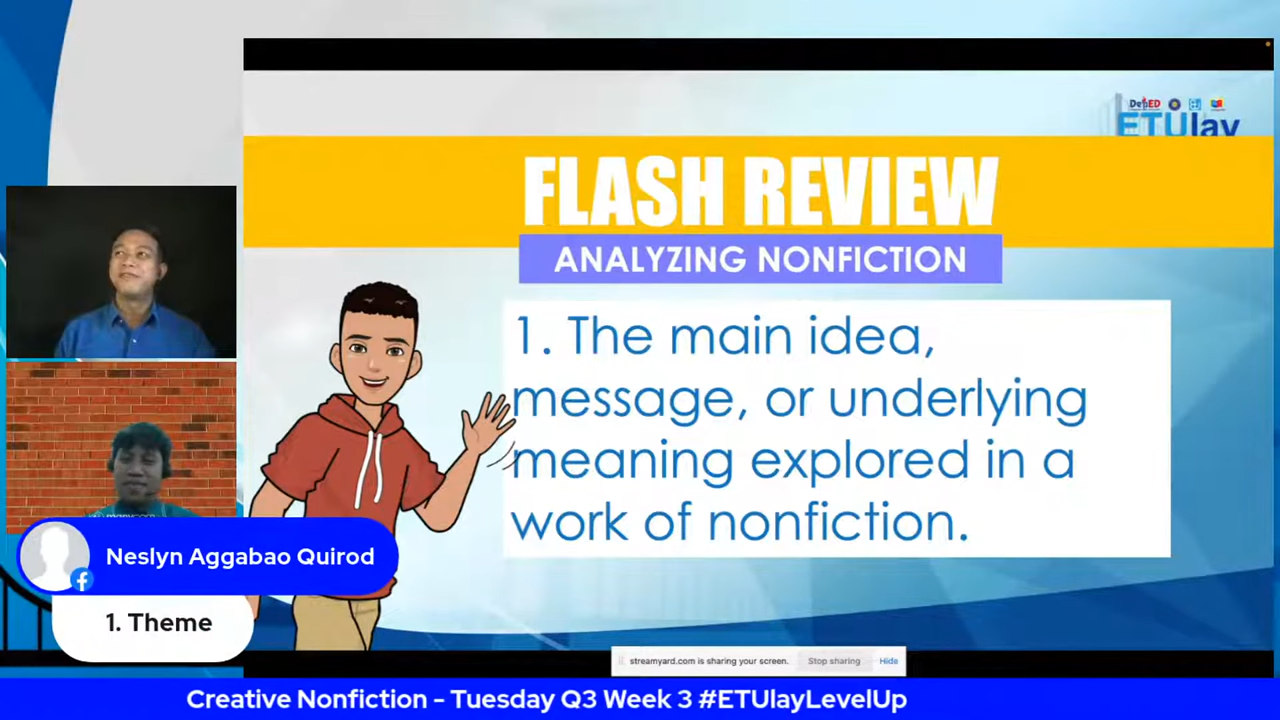 DepED
ETUlay
FLASH REVIEW
ANALYZING NONFICTION
1. The main idea,
message, or underlying
meaning explored in a
work of nonfiction.
Neslyn Aggabao Quirod
1. Theme
streamyard.com is sharing your screen. Stop sharing Hide
Creative Nonfiction - Tuesday Q3 Week 3 #ETUlayLevelUp